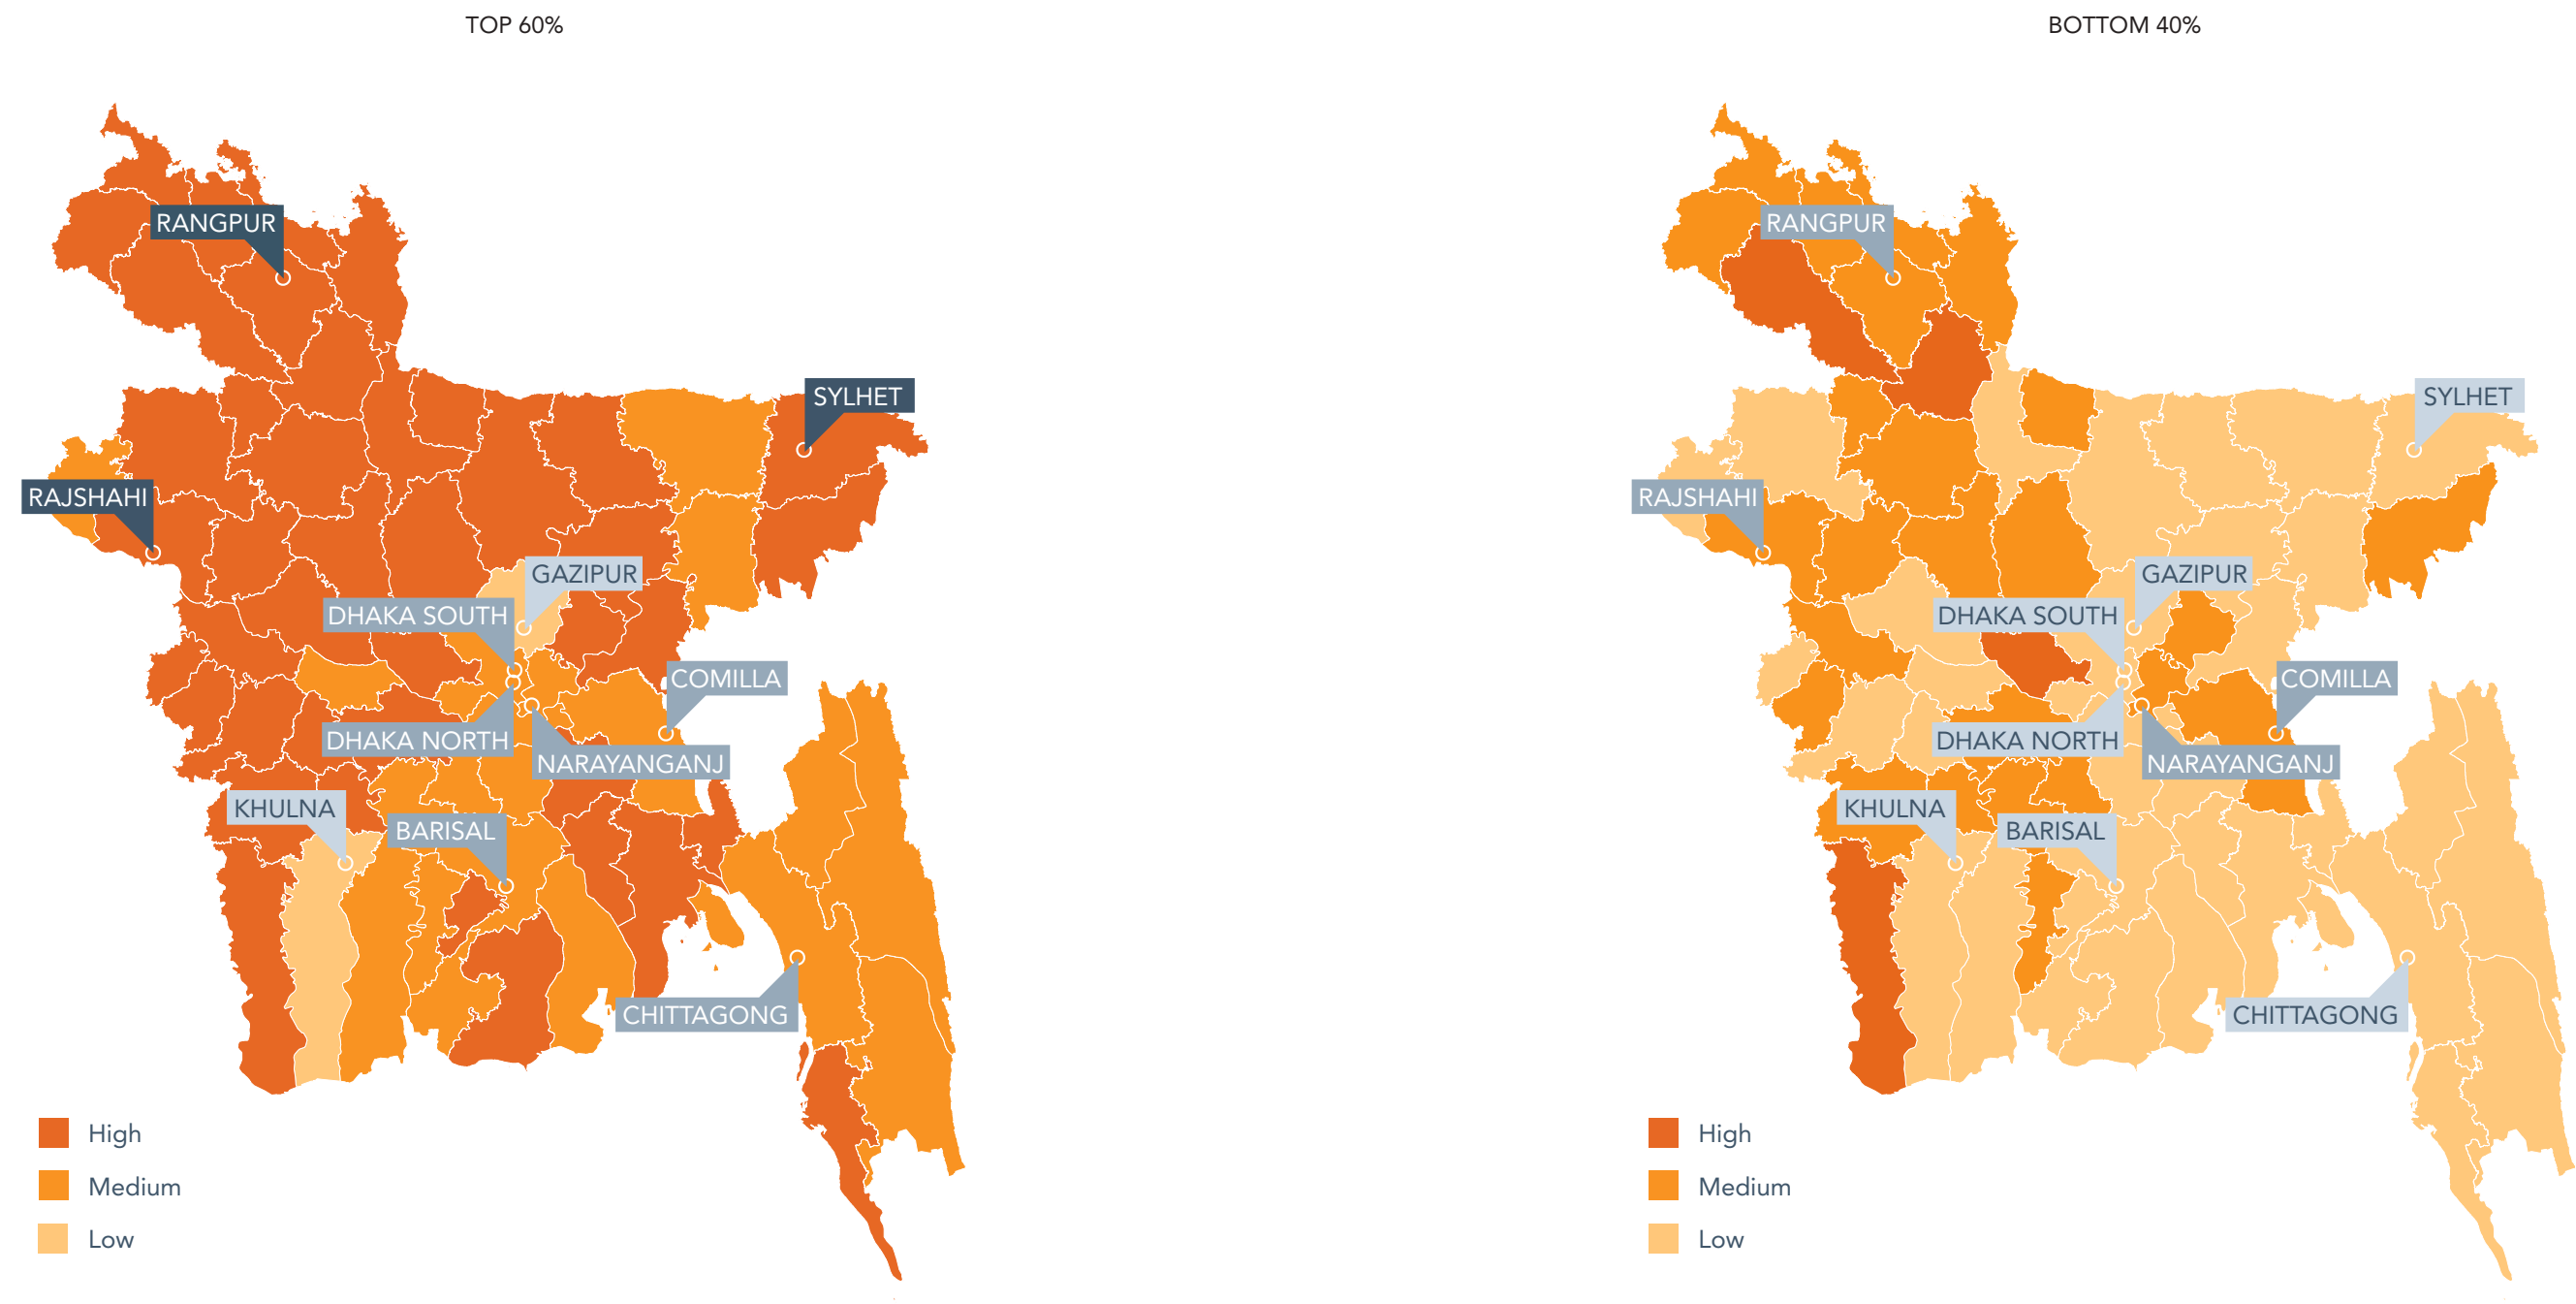 TOP 60%
RANGPUR
SYLHET
RAJSHAHI
GAZIPUR
DHAKA SOUTH
COMILLA
DHAKA NORTH
NARAYANGANJ
KHULNA
BARISAL
CHITTAGONG
High
Medium
Low
BOTTOM 40%
RANGPUR
SYLHET
RAJSHAHI
GAZIPUR
DHAKA SOUTH
COMILLA
DHAKA NORTH
NARAYANGANJ
KHULNA
BARISAL
CHITTAGONG
High
Medium
Low